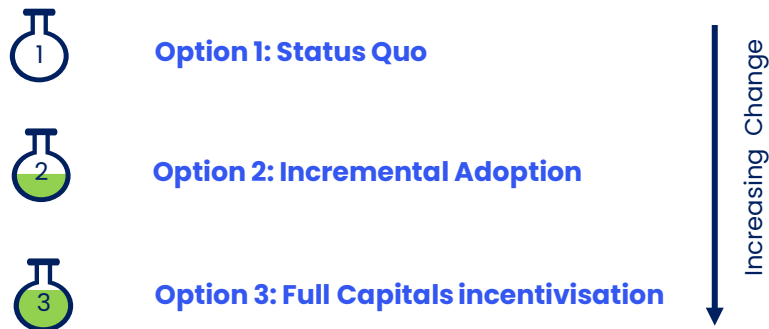 1
Option 1: Status Quo
2
Option 2: Incremental Adoption
3
Option 3: Full Capitals incentivisation
Increasing Change